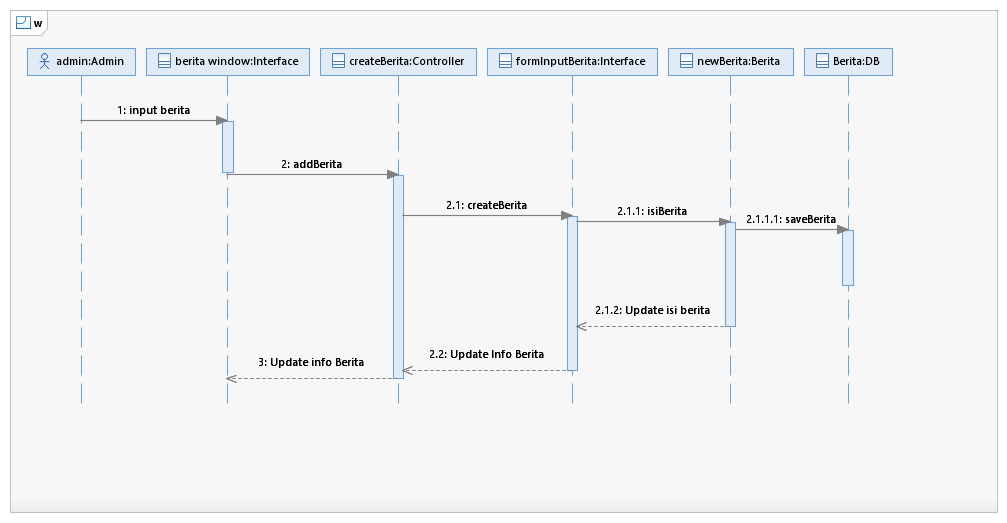 w
admin:Admin
berita window:Interface
createBerita:Controller
formInputBerita:Interface
newBerita:Berita
Berita:DB
1: input berita
2: addBerita
2.1: createBerita
2.1.1: isiBerita
2.1.1.1: saveBerita
2.1.2: Update isi berita
2.2: Update Info Berita
3: Update info Berita